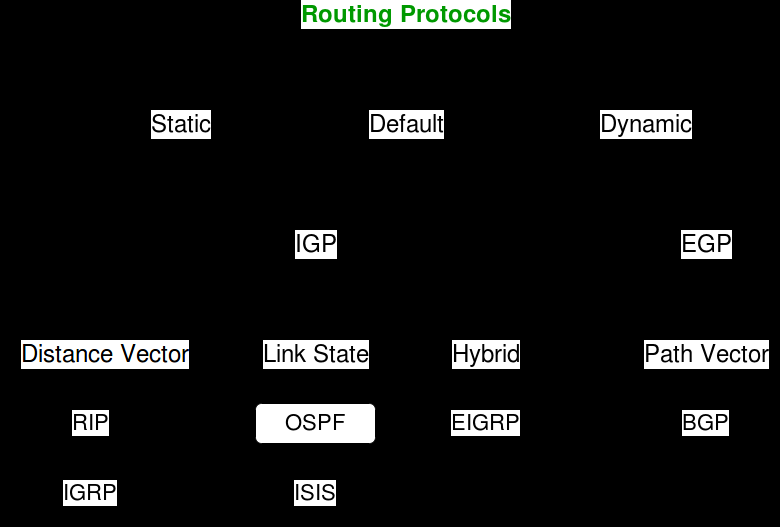 Routing Protocols
Static Default Dynamic
IGP EGP
Distance Vector Link State Hybrid Path Vector
RIP OSPF EIGRP BGP
IGRP ISIS